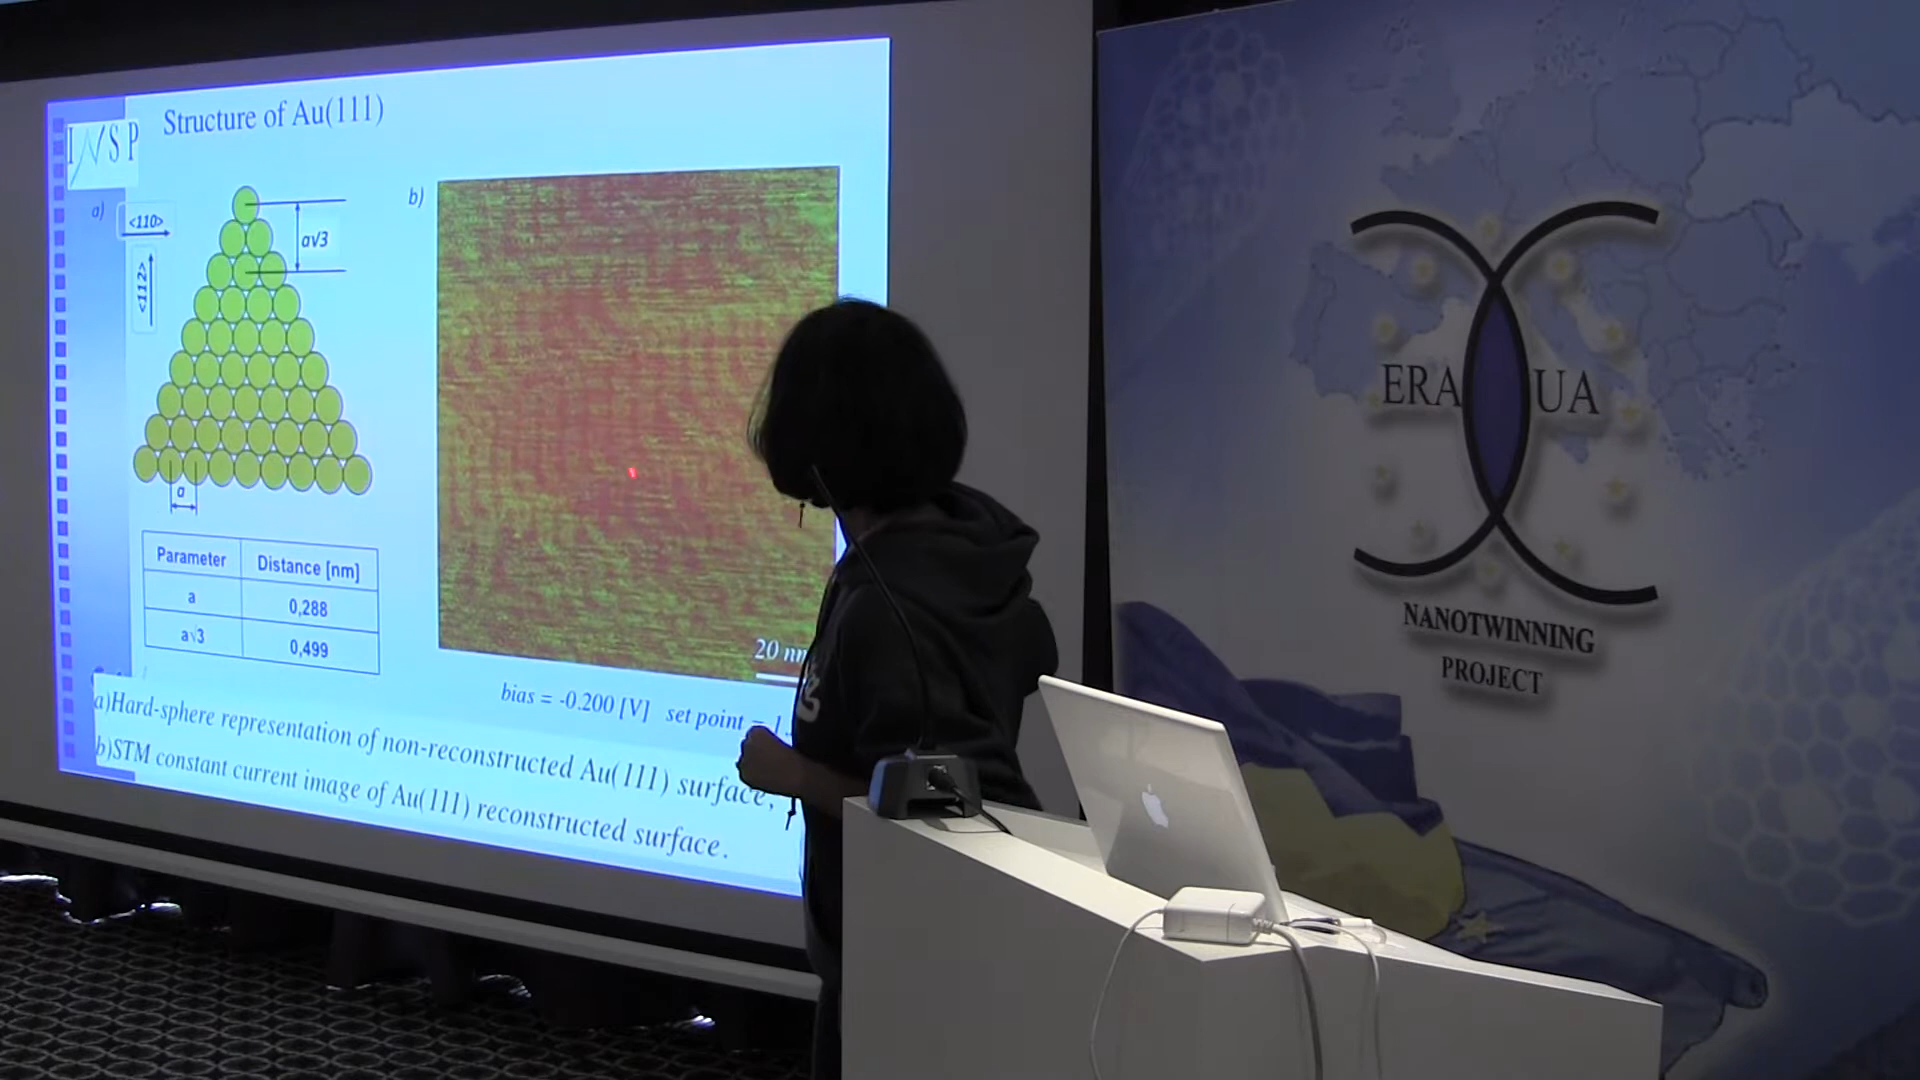 Structure of Au(111)
INSP
a)
<110>
<112>
a√3
a
b)
Parameter Distance [nm]
a 0,288
a√3 0,499
20 nm
bias = -0.200 [V] set point =
a)Hard-sphere representation of non-reconstructed Au(111) surface,
b)STM constant current image of Au(111) reconstructed surface.
ERA UA
NANOTWINNING
PROJECT